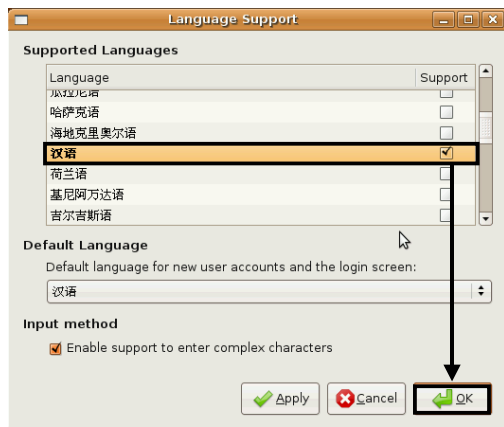 Language Support
Supported Languages
Language Support
哈萨克语
海地克里奥尔语
汉语
荷兰语
基尼阿万达语
吉尔吉斯语
Default Language
Default language for new user accounts and the login screen:
汉语
Input method
Enable support to enter complex characters
Apply Cancel OK